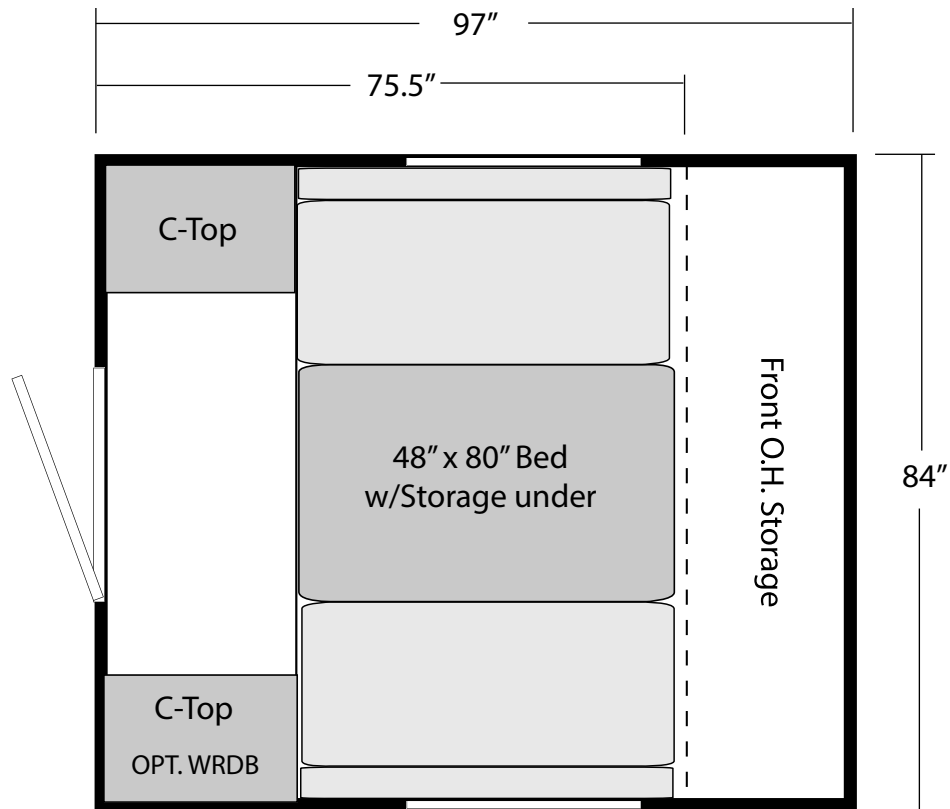 97”
75.5”
C-Top
48” x 80” Bed
w/Storage under
Front O.H. Storage
84”
C-Top
OPT. WRDB